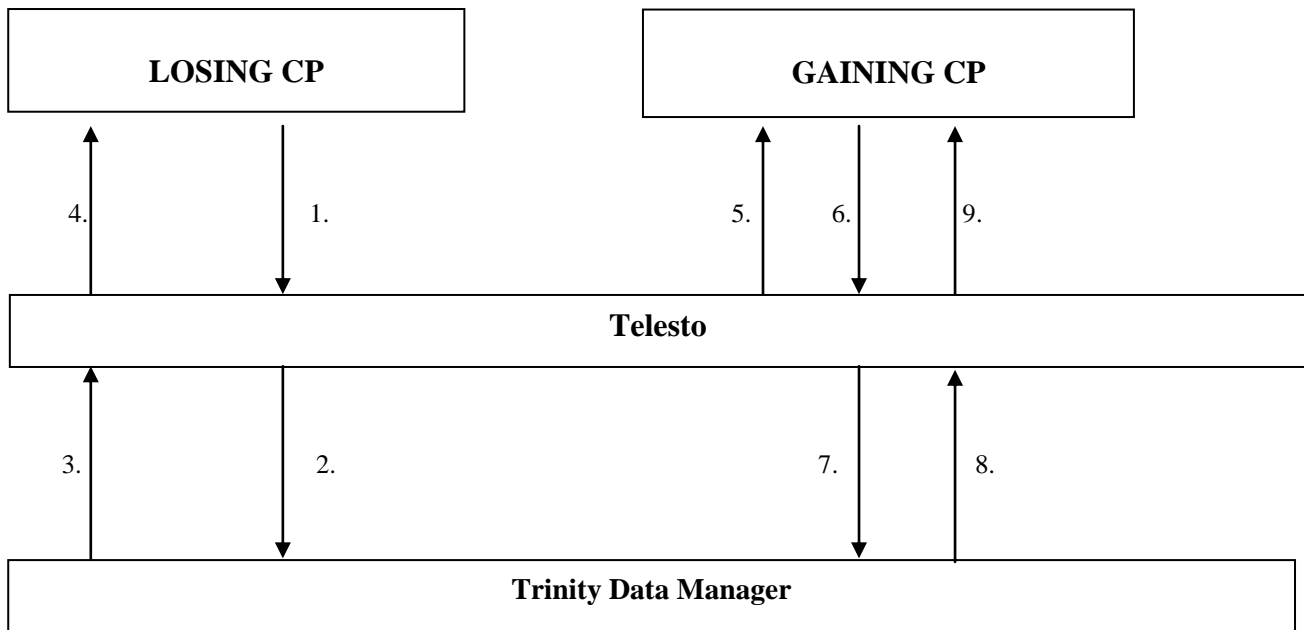 LOSING CP
GAINING CP
4.
1.
5.
6.
9.
Telesto
3.
2.
7.
8.
Trinity Data Manager